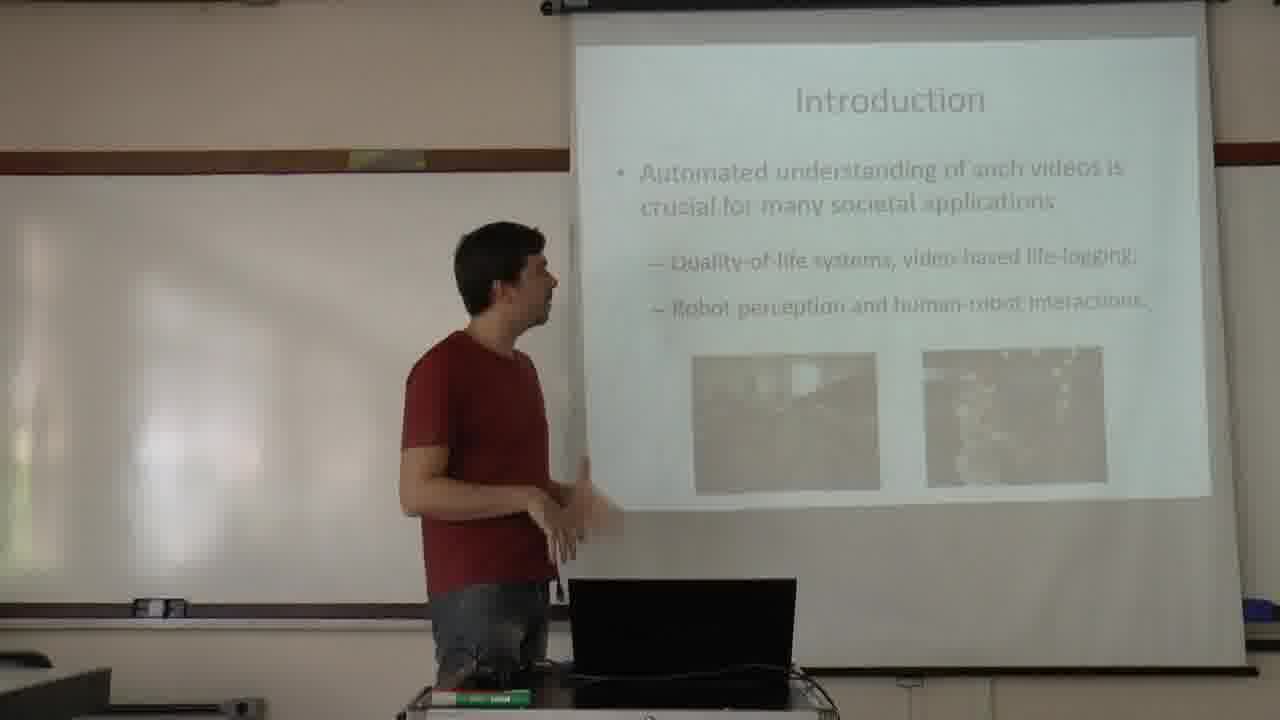 Introduction
• Automated understanding of such videos is
crucial for many societal applications
– Quality-of-life systems, video-based life-logging,
– Robot perception and human-robot interactions,